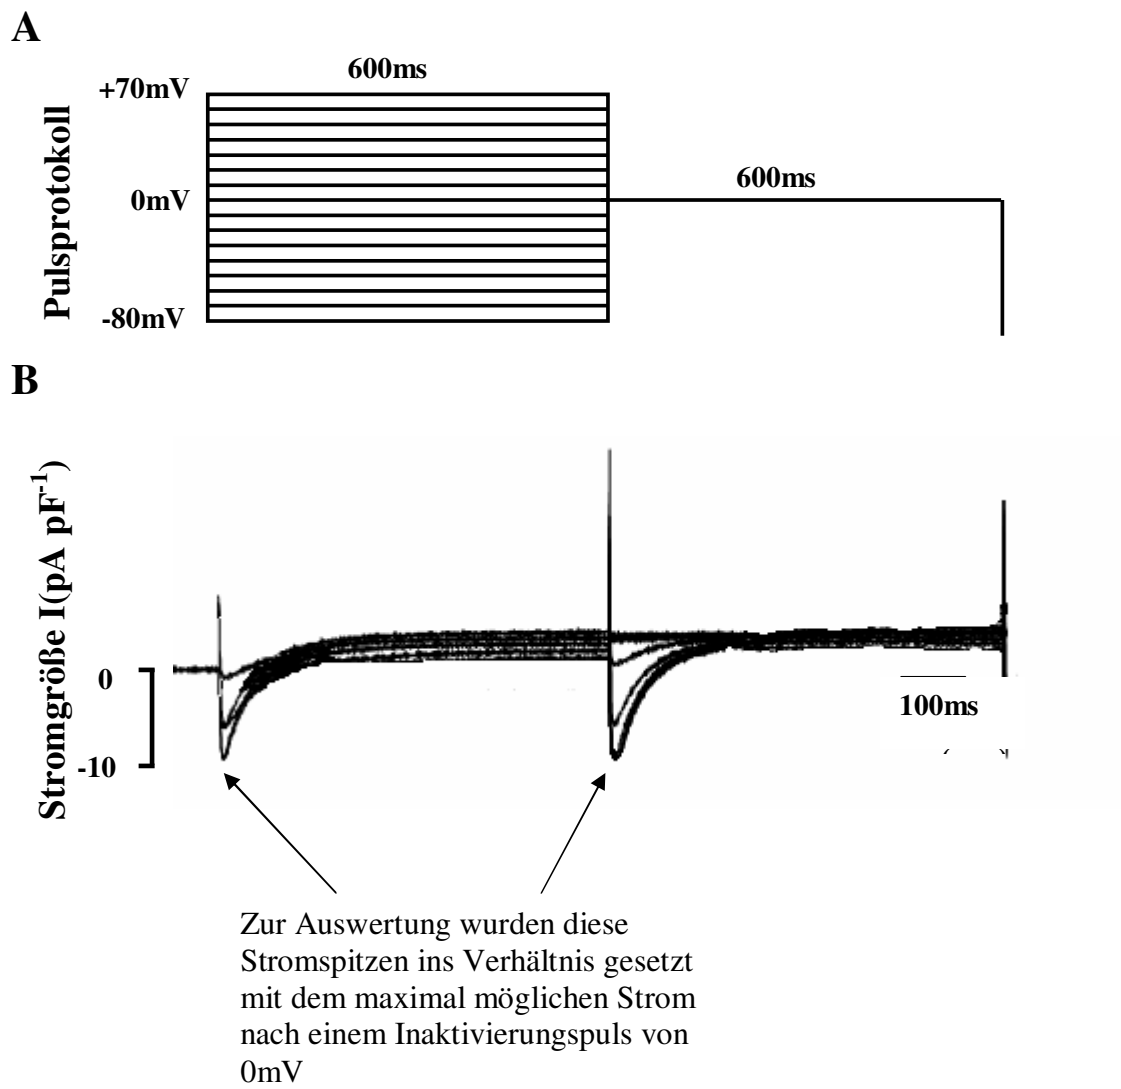 A
Pulsprotokoll
600ms
+70mV
0mV
-80mV
600ms
B
Stromgröße I(pA pF-1)
0
-10
100ms
Zur Auswertung wurden diese
Stromspitzen ins Verhältnis gesetzt
mit dem maximal möglichen Strom
nach einem Inaktivierungspuls von
0mV